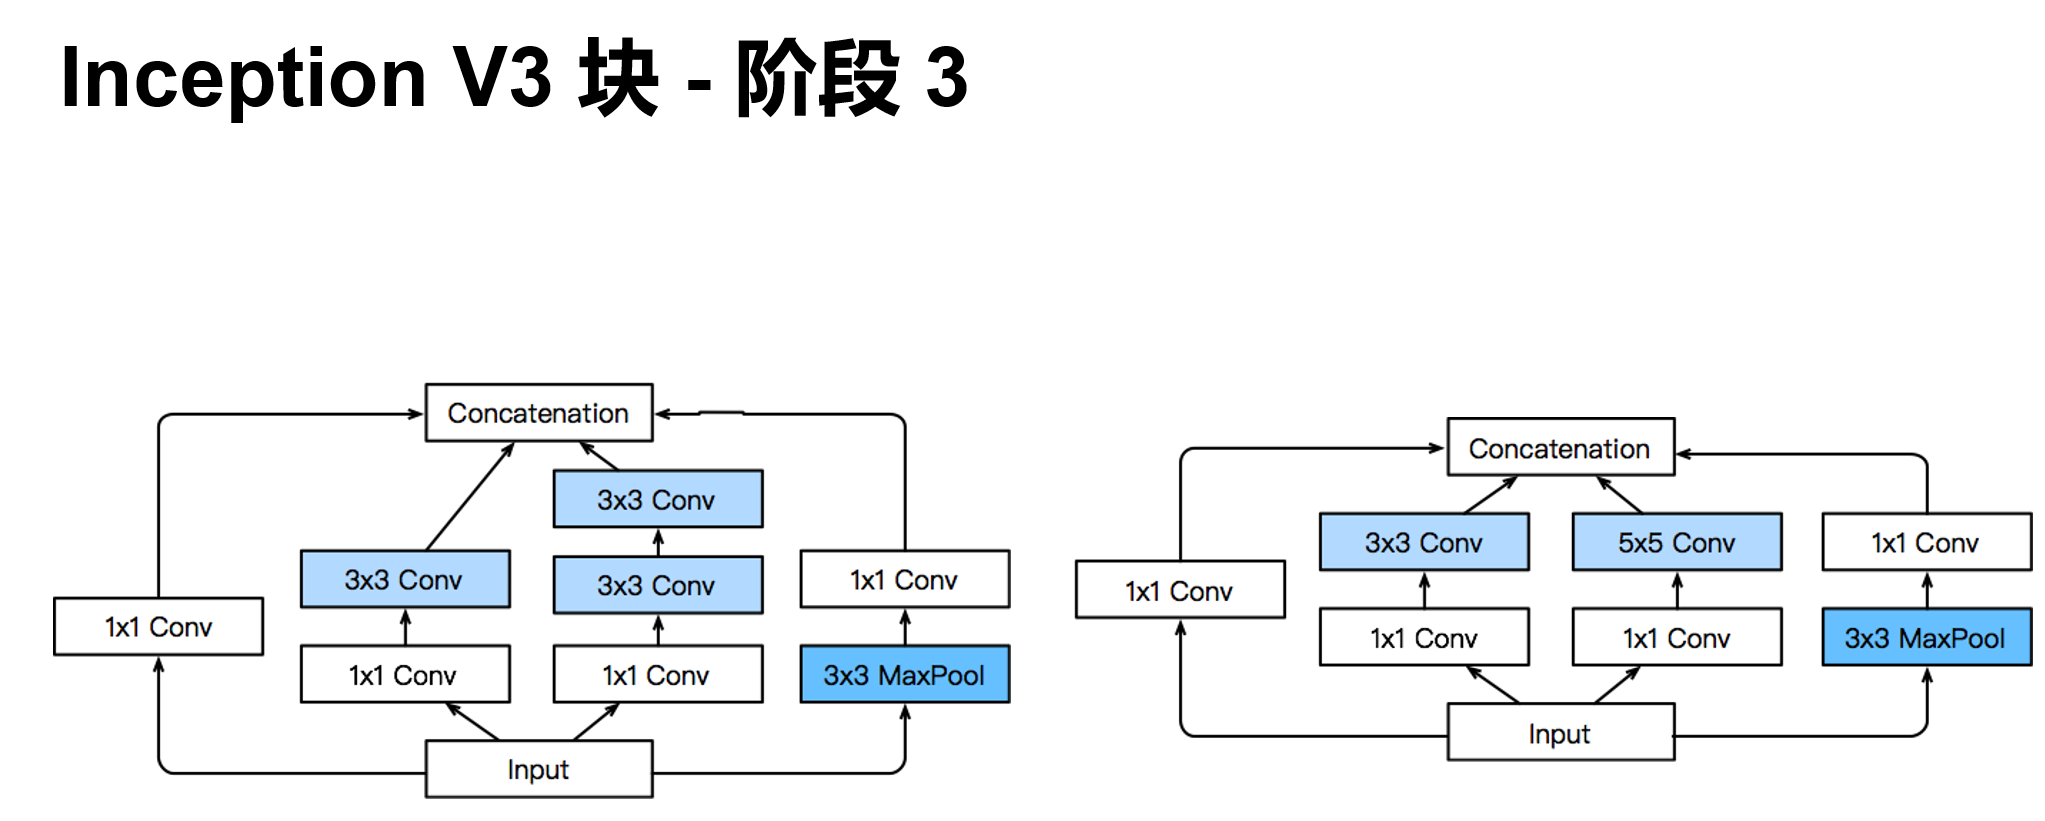 Inception V3 块 - 阶段 3
Concatenation
3x3 Conv
3x3 Conv
3x3 Conv
1x1 Conv
1x1 Conv
1x1 Conv
1x1 Conv
3x3 MaxPool
Input
Concatenation
3x3 Conv
5x5 Conv
1x1 Conv
1x1 Conv
1x1 Conv
1x1 Conv
3x3 MaxPool
Input